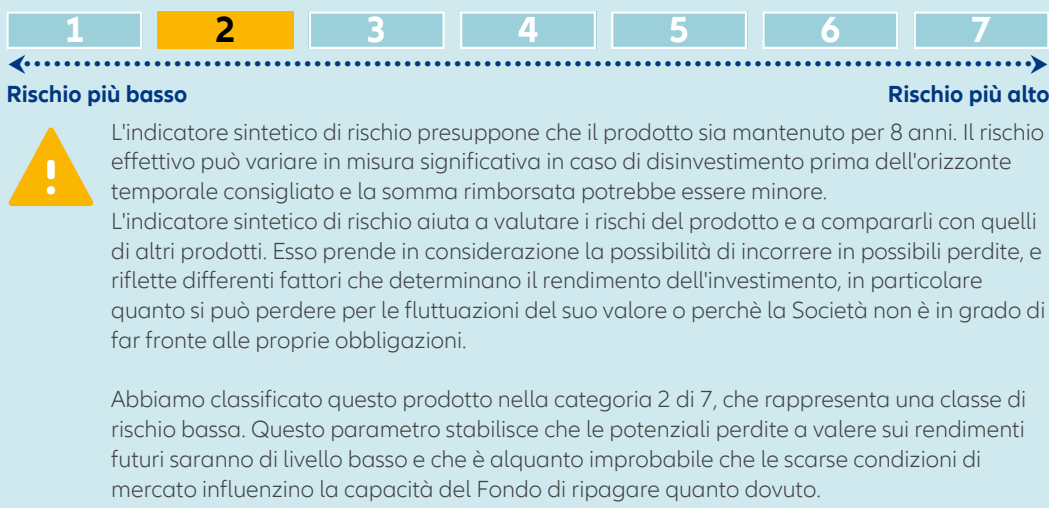 1 2 3 4 5 6 7
Rischio più basso Rischio più alto
L'indicatore sintetico di rischio presuppone che il prodotto sia mantenuto per 8 anni. Il rischio
effettivo può variare in misura significativa in caso di disinvestimento prima dell'orizzonte
temporale consigliato e la somma rimborsata potrebbe essere minore.
L'indicatore sintetico di rischio aiuta a valutare i rischi del prodotto e a compararli con quelli
di altri prodotti. Esso prende in considerazione la possibilità di incorrere in possibili perdite, e
riflette differenti fattori che determinano il rendimento dell'investimento, in particolare
quanto si può perdere per le fluttuazioni del suo valore o perchè la Società non è in grado di
far fronte alle proprie obbligazioni.
Abbiamo classificato questo prodotto nella categoria 2 di 7, che rappresenta una classe di
rischio bassa. Questo parametro stabilisce che le potenziali perdite a valere sui rendimenti
futuri saranno di livello basso e che è alquanto improbabile che le scarse condizioni di
mercato influenzino la capacità del Fondo di ripagare quanto dovuto.